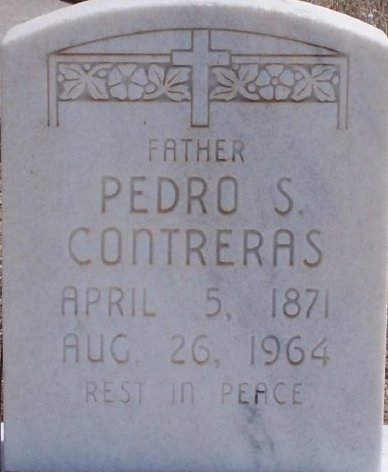 FATHER
PEDRO S.
CONTRERAS
APRIL 5, 1871
AUG. 26, 1964
REST IN PEACE